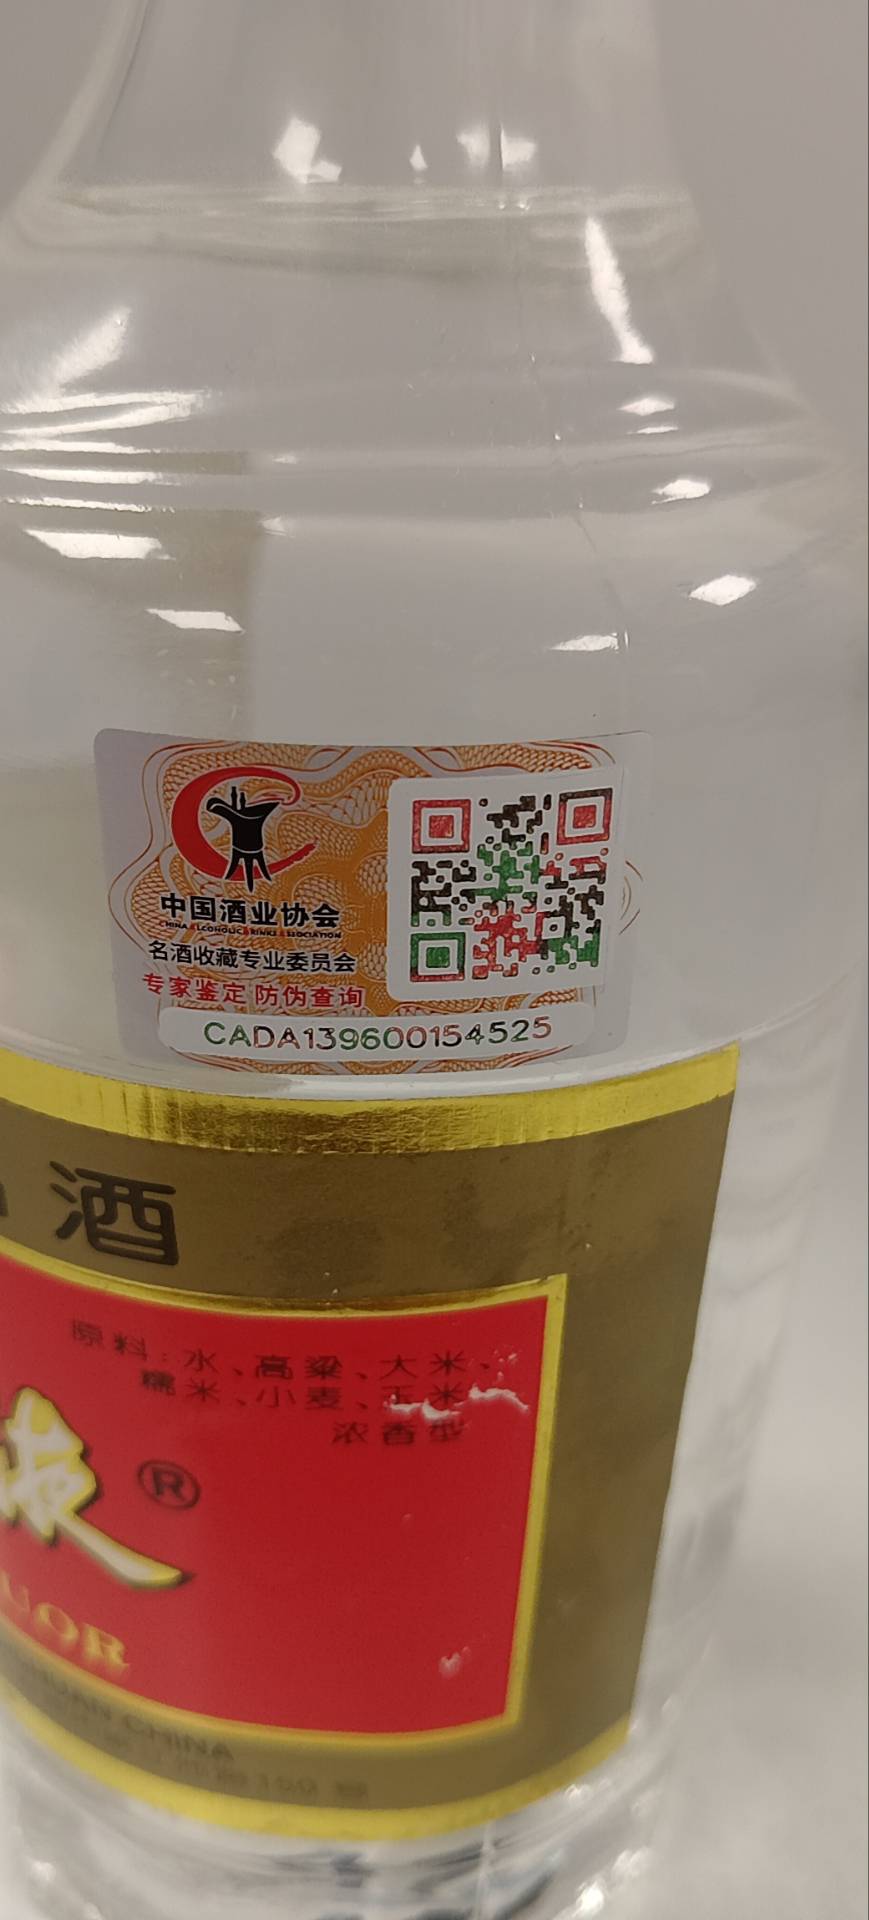 中国酒业协会
CHINA ALCOHOLIC DRINKS ASSOCIATION
名酒收藏专业委员会
专家鉴定 防伪查询
CADA139600154525
酒
原料：水、高粱、大米、
糯米、小麦、玉米
浓香型
液®
UOR
HUAN CHINA